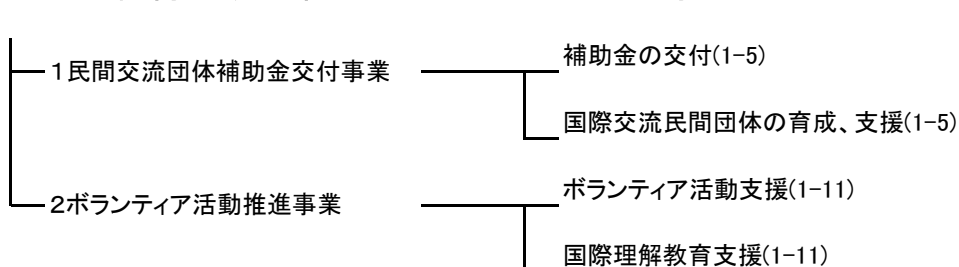 1民間交流団体補助金交付事業
補助金の交付(1-5)
国際交流民間団体の育成、支援(1-5)
2ボランティア活動推進事業
ボランティア活動支援(1-11)
国際理解教育支援(1-11)